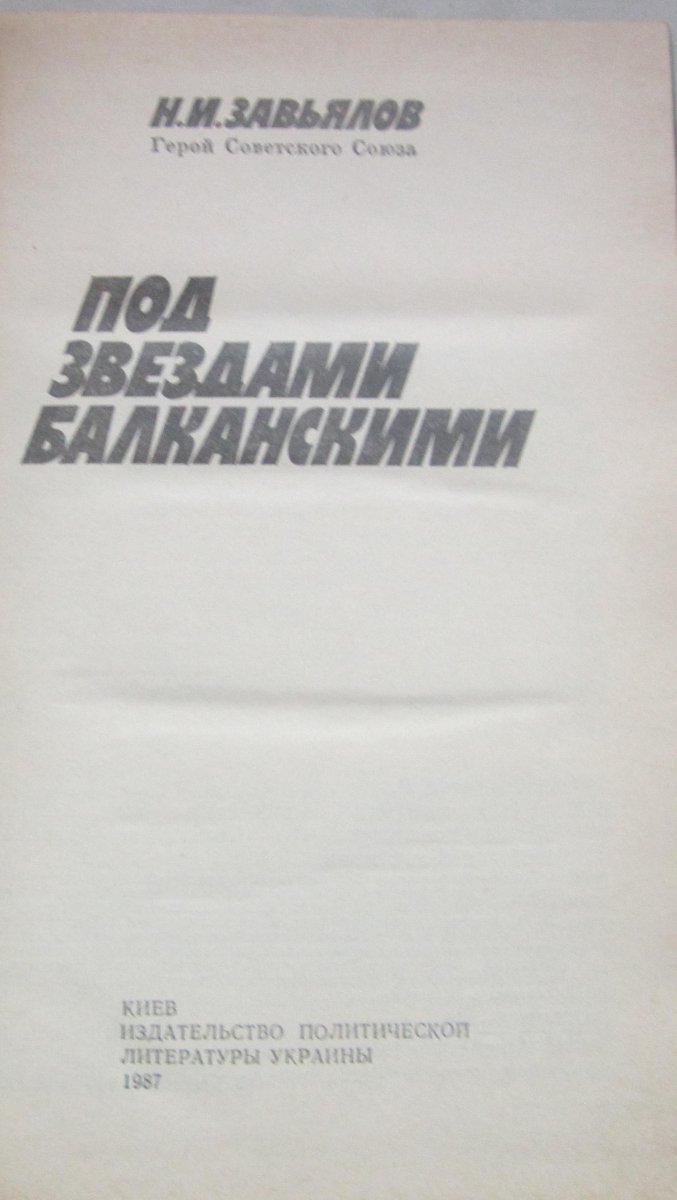 Н.И.ЗАВЬЯЛОВ
Герой Советского Союза
ПОД
ЗВЕЗДАМИ
БАЛКАНСКИМИ
КИЕВ
ИЗДАТЕЛЬСТВО ПОЛИТИЧЕСКОЙ
ЛИТЕРАТУРЫ УКРАИНЫ
1987